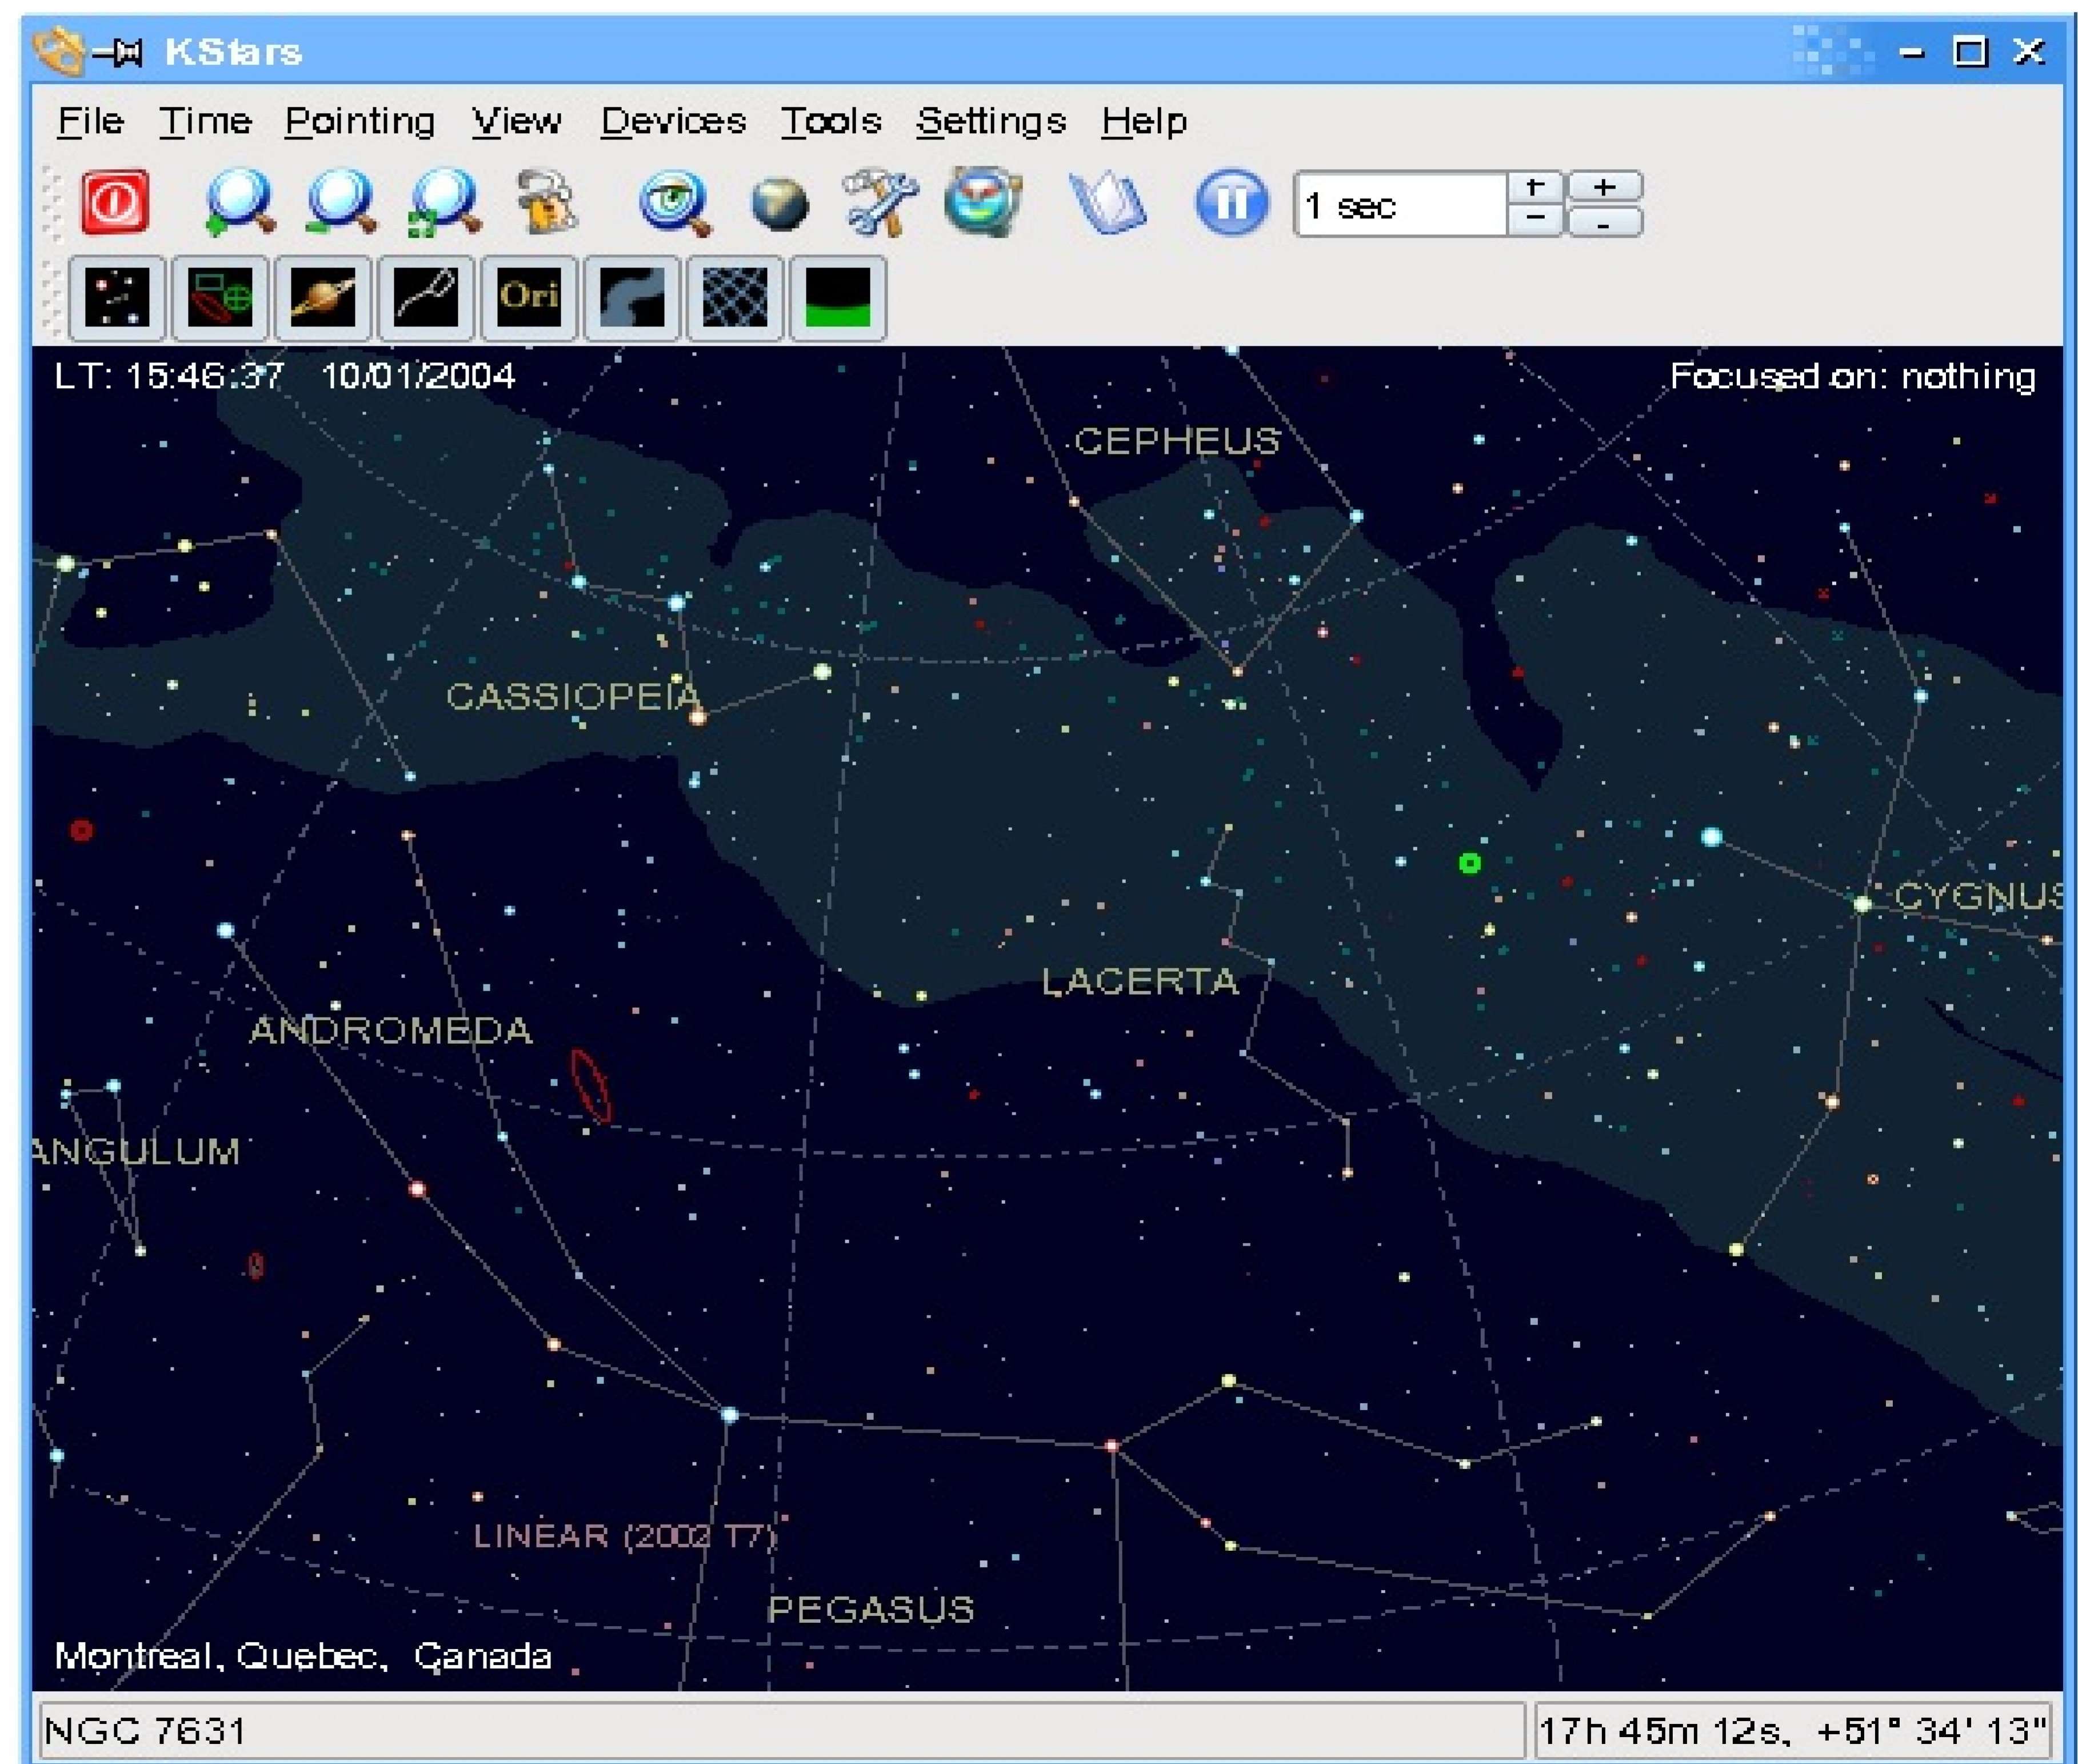 KStars
File Time Pointing View Devices Tools Settings Help
1 sec
Ori
LT: 15:46:37 10/01/2004
Focused on: nothing
CEPHEUS
CASSIOPEIA
CYGNUS
LACERTA
ANDROMEDA
ANGULUM
LINEAR (2002 T7)
PEGASUS
Montreal, Quebec, Canada
NGC 7631
17h 45m 12s, +51° 34' 13"